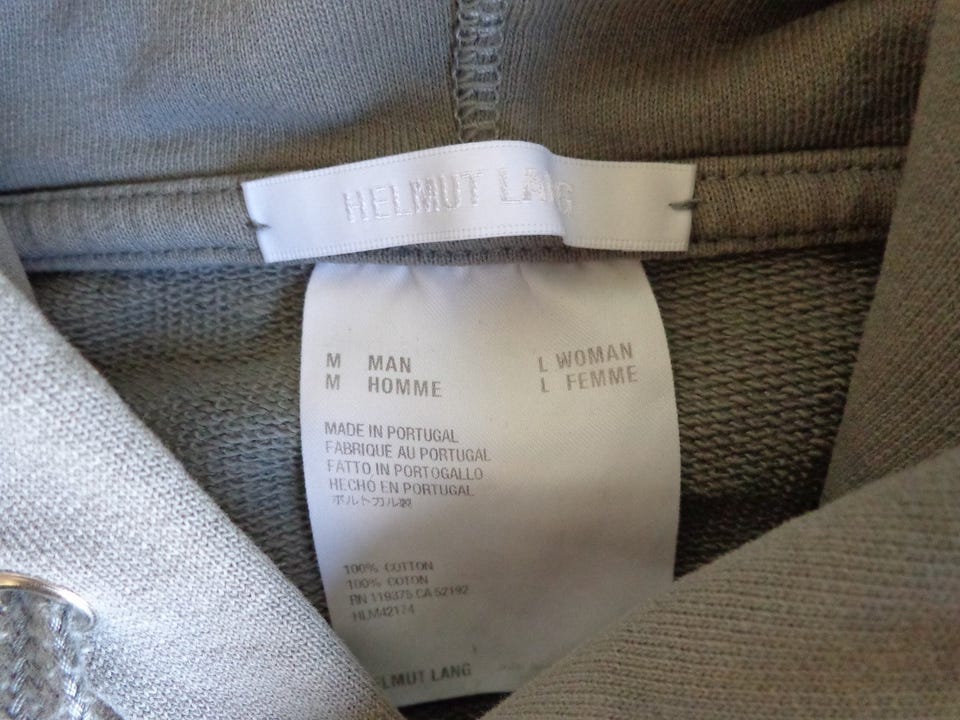 HELMUT LANG
M MAN L WOMAN
M HOMME L FEMME
MADE IN PORTUGAL
FABRIQUE AU PORTUGAL
FATTO IN PORTOGALLO
HECHO EN PORTUGAL
ポルトガル製
100% COTTON
100% COTON
RN 119375 CA 52192
HLM42174
ELMUT LANG